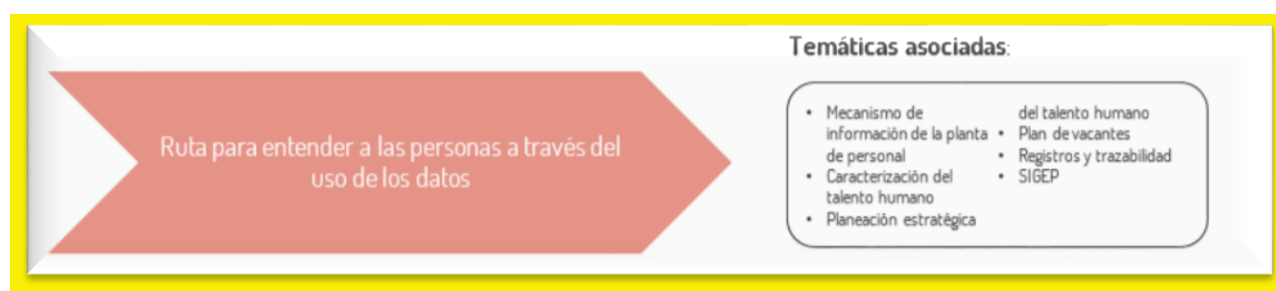 Temáticas asociadas:
Ruta para entender a las personas a través del
uso de los datos
• Mecanismo de
información de la planta
de personal
• Caracterización del
talento humano
• Planeación estratégica
del talento humano
• Plan de vacantes
• Registros y trazabilidad
• SIGEP